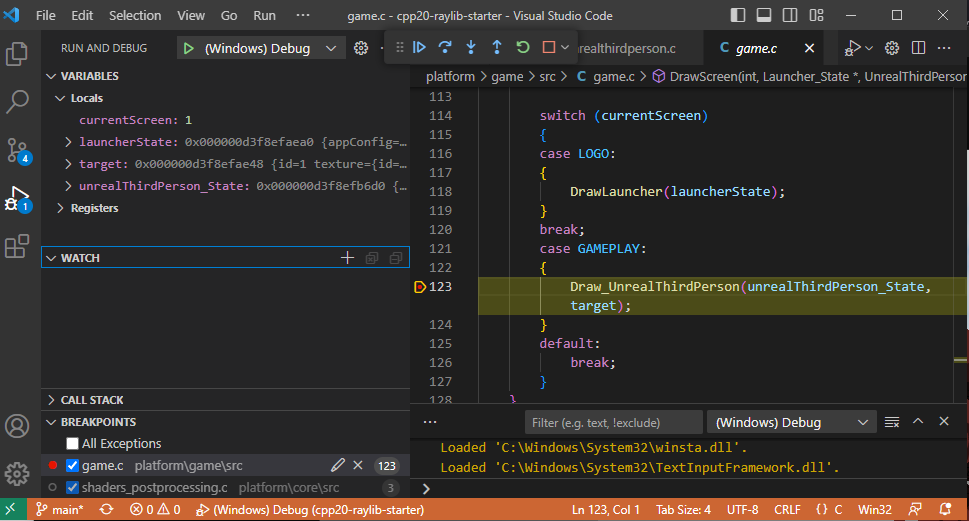 File Edit Selection View Go Run ··· game.c - cpp20-raylib-starter - Visual Studio Code
RUN AND DEBUG (Windows) Debug
nrealthirdperson.c game.c
platform > game > src > C game.c > DrawScreen(int, Launcher_State *, UnrealThirdPerson
VARIABLES
Locals
currentScreen: 1
launcherState: 0x000000d3f8efaea0 {appConfig=…
target: 0x000000d3f8efae48 {id=1 texture={id=…
unrealThirdPerson_State: 0x000000d3f8efb6d0 {…
Registers
WATCH
CALL STACK
BREAKPOINTS
All Exceptions
game.c platform\game\src 123
shaders_postprocessing.c platform\core\src 3
113
114 switch (currentScreen)
115 {
116 case LOGO:
117 {
118 DrawLauncher(launcherState);
119 }
120 break;
121 case GAMEPLAY:
122 {
123 Draw_UnrealThirdPerson(unrealThirdPerson_State,
target);
124 }
125 default:
126 break;
127 }
128 }
Filter (e.g. text, !exclude) (Windows) Debug
Loaded 'C:\Windows\System32\winsta.dll'.
Loaded 'C:\Windows\System32\TextInputFramework.dll'.
4
1
main* 0 0 (Windows) Debug (cpp20-raylib-starter) Ln 123, Col 1 Tab Size: 4 UTF-8 CRLF {} C Win32